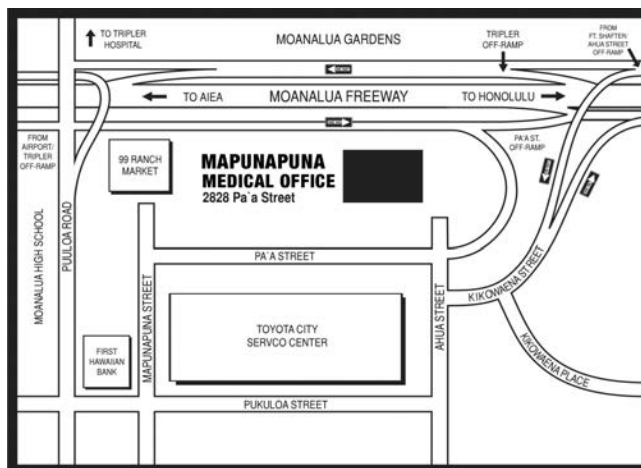 TO TRIPLER
HOSPITAL
MOANALUA GARDENS
TRIPLER
OFF-RAMP
FROM
FT. SHAFTER/
AHUA STREET
OFF-RAMP
TO AIEA
MOANALUA FREEWAY
TO HONOLULU
FROM
AIRPORT/
TRIPLER
OFF-RAMP
99 RANCH
MARKET
MAPUNAPUNA
MEDICAL OFFICE
2828 Pa`a Street
PA'A ST.
OFF-RAMP
MOANALUA HIGH SCHOOL
PUULOA ROAD
MAPUNAPUNA STREET
PA'A STREET
AHUA STREET
KIKOWAENA STREET
KIKOWAENA PLACE
TOYOTA CITY
SERVCO CENTER
FIRST
HAWAIIAN
BANK
PUKULOA STREET